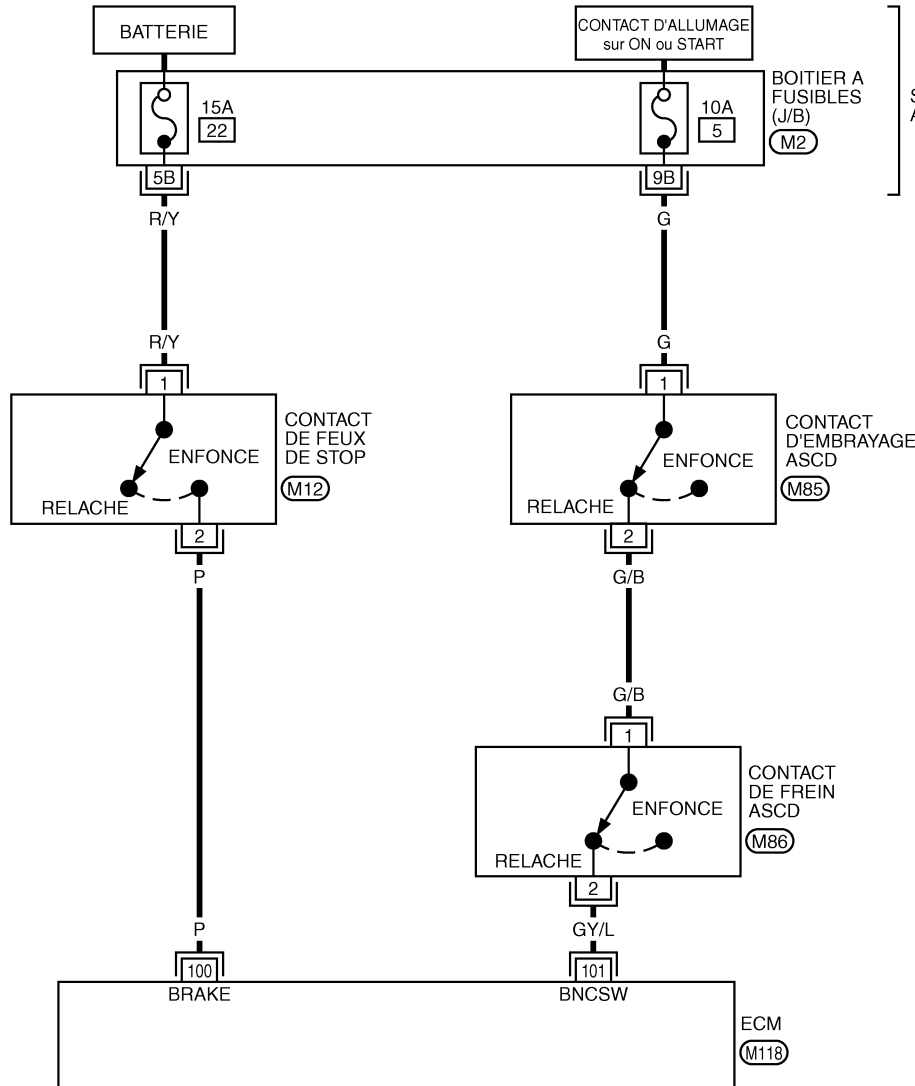 BATTERIE
CONTACT D'ALLUMAGE
sur ON ou START
15A
22
10A
5
BOITIER A
FUSIBLES
(J/B)
M2
5B
9B
R/Y
G
R/Y
G
1
1
CONTACT
DE FEUX
DE STOP
M12
ENFONCE
RELACHE
CONTACT
D'EMBRAYAGE
ASCD
M85
ENFONCE
RELACHE
2
2
P
G/B
G/B
1
CONTACT
DE FREIN
ASCD
M86
ENFONCE
RELACHE
2
P
GY/L
100
101
BRAKE
BNCSW
ECM
M118